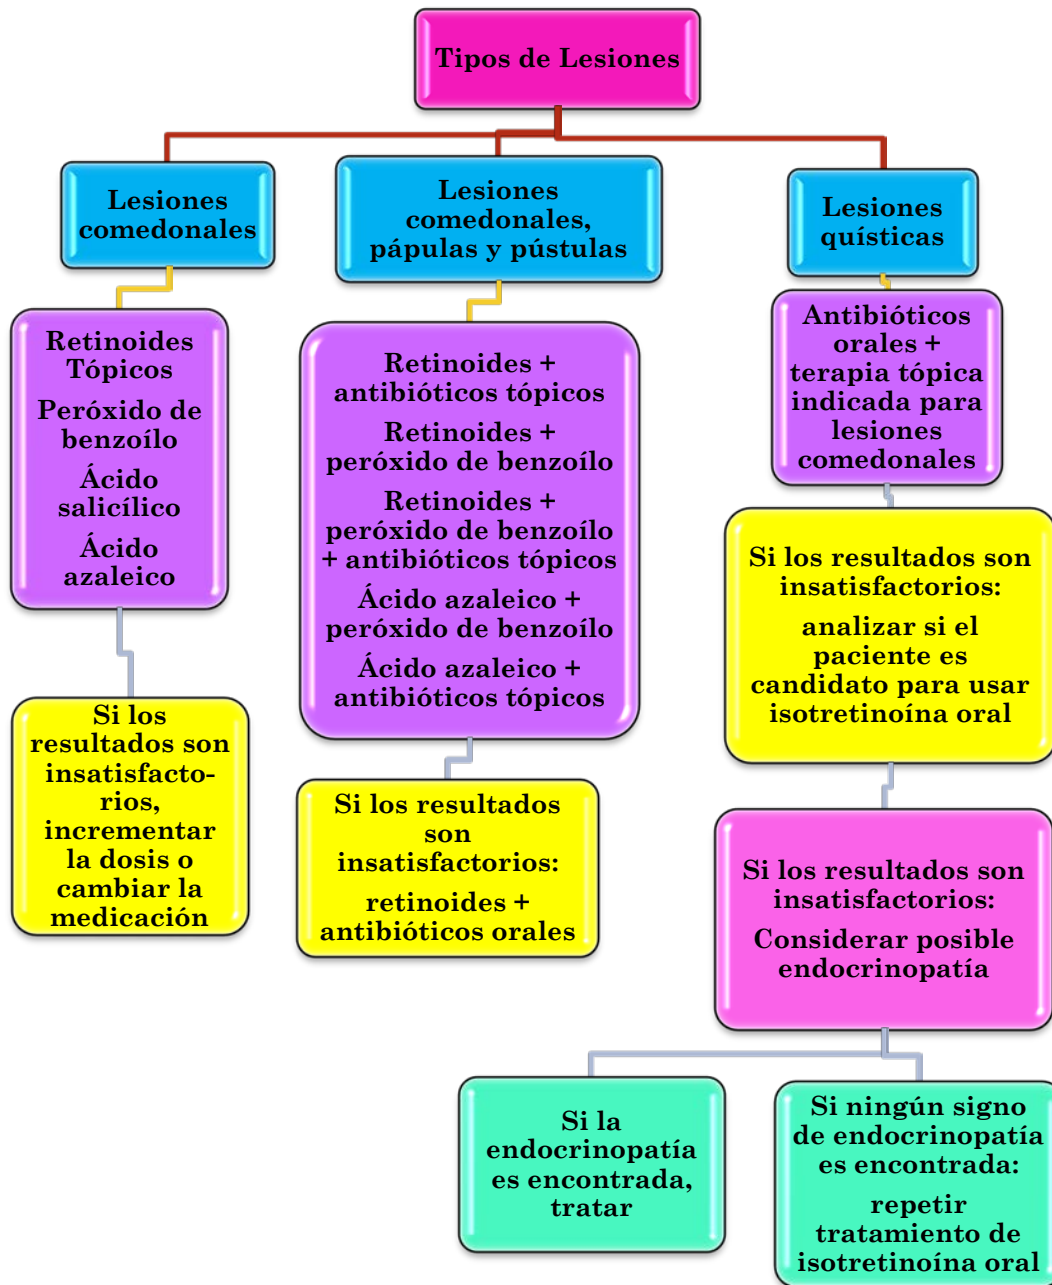 Tipos de Lesiones
Lesiones
comedonales
Lesiones
comedonales,
pápulas y pústulas
Lesiones
quísticas
Retinoides
Tópicos
Peróxido de
benzoílo
Ácido
salicílico
Ácido
azaleico
Retinoides +
antibióticos tópicos
Retinoides +
peróxido de benzoílo
Retinoides +
peróxido de benzoílo
+ antibióticos tópicos
Ácido azaleico +
peróxido de benzoílo
Ácido azaleico +
antibióticos tópicos
Antibióticos
orales +
terapia tópica
indicada para
lesiones
comedonales
Si los
resultados son
insatisfacto-
rios,
incrementar
la dosis o
cambiar la
medicación
Si los resultados
son
insatisfactorios:
retinoides +
antibióticos orales
Si los resultados son
insatisfactorios:
analizar si el
paciente es
candidato para usar
isotretinoína oral
Si los resultados son
insatisfactorios:
Considerar posible
endocrinopatía
Si la
endocrinopatía
es encontrada,
tratar
Si ningún signo
de endocrinopatía
es encontrada:
repetir
tratamiento de
isotretinoína oral